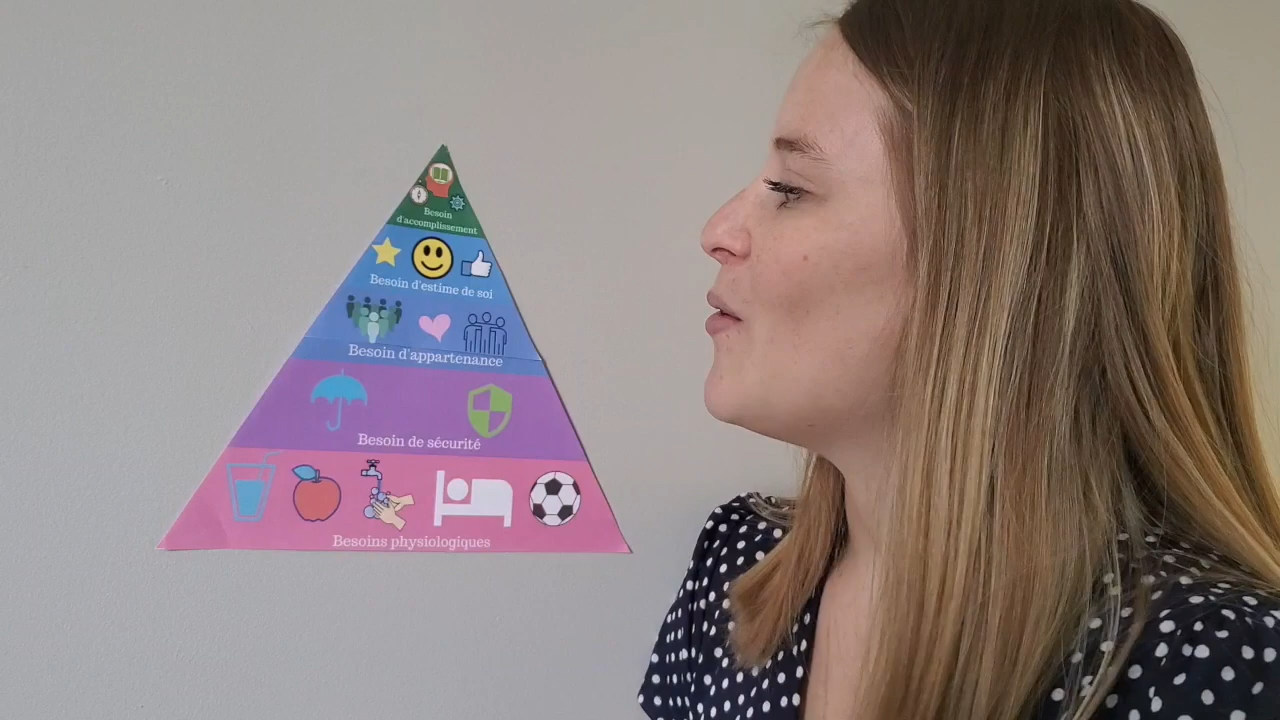 Besoin
d'accomplissement
Besoin d'estime de soi
Besoin d'appartenance
Besoin de sécurité
Besoins physiologiques